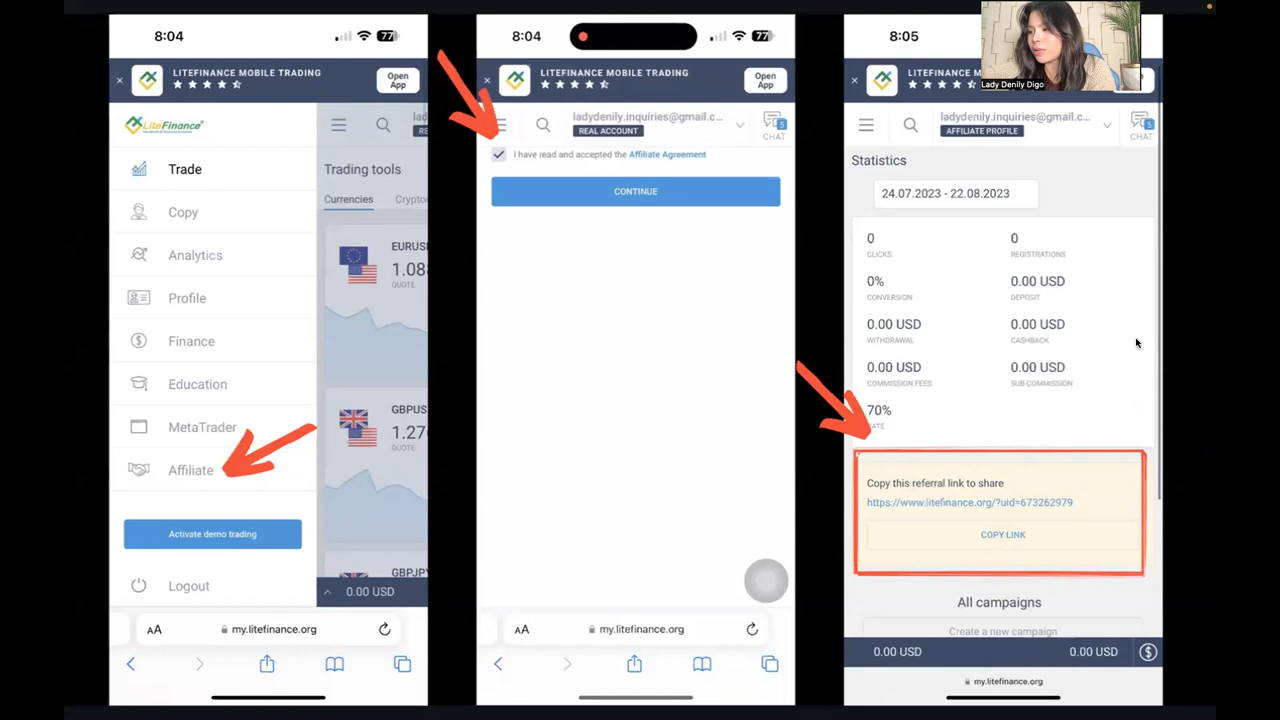 8:04
77
LITEFINANCE MOBILE TRADING
Open
App
LiteFinance
Trade
Copy
Analytics
Profile
Finance
Education
MetaTrader
Affiliate
Activate demo trading
Logout
Trading tools
Currencies
Crypto
EURUS
1.08
QUOTE
GBPUS
1.27
QUOTE
GBPJP
0.00 USD
AA
my.litefinance.org
8:04
77
LITEFINANCE MOBILE TRADING
Open
App
ladydenily.inquiries@gmail.c...
REAL ACCOUNT
5
CHAT
I have read and accepted the Affiliate Agreement
CONTINUE
AA
my.litefinance.org
8:05
Lady Denily Digo
LITEFINANCE M
ladydenily.inquiries@gmail.c...
AFFILIATE PROFILE
5
CHAT
Statistics
24.07.2023 - 22.08.2023
0
CLICKS
0
REGISTRATIONS
0%
CONVERSION
0.00 USD
DEPOSIT
0.00 USD
WITHDRAWAL
0.00 USD
CASHBACK
0.00 USD
COMMISSION FEES
0.00 USD
SUB COMMISSION
70%
Copy this referral link to share
https://www.litefinance.org/?uid=673262979
COPY LINK
All campaigns
Create a new campaign
0.00 USD
0.00 USD
my.litefinance.org